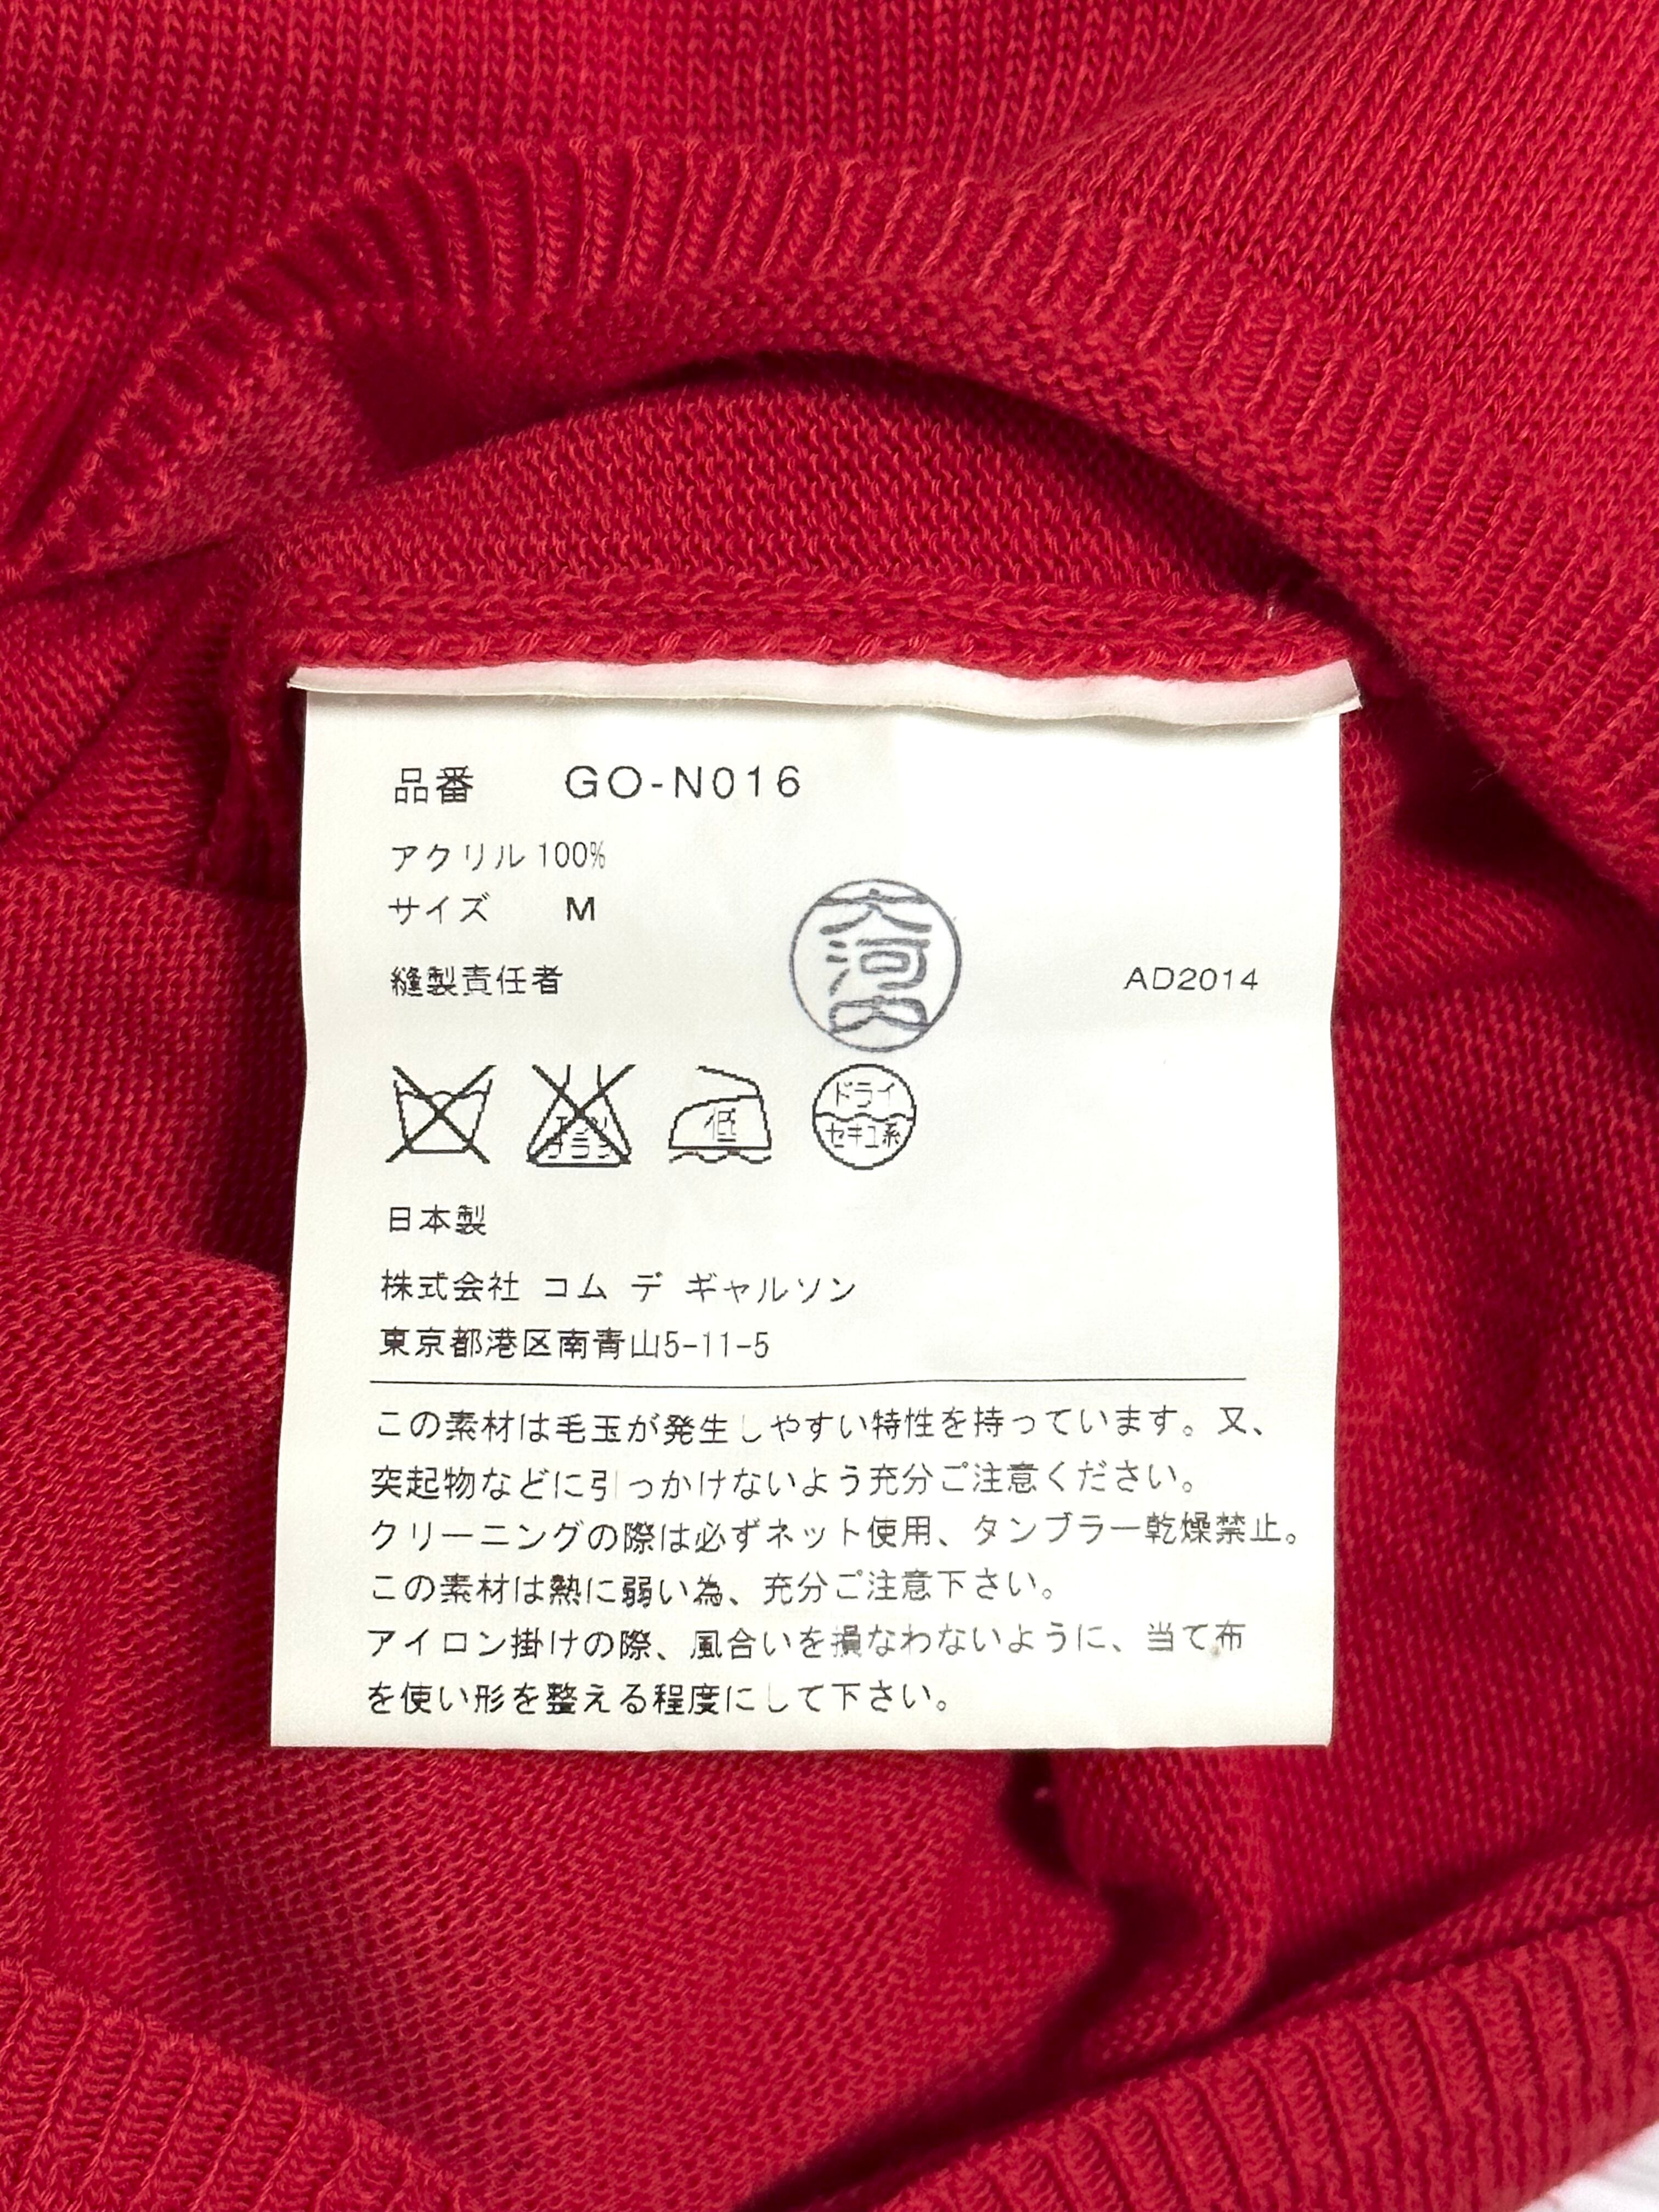 品番 GO-N016
アクリル 100%
サイズ M
大河内
縫製責任者
AD2014
エンソ
サラシ
低
ドライ
セキユ系
日本製
株式会社 コム デ ギャルソン
東京都港区南青山5-11-5
この素材は毛玉が発生しやすい特性を持っています。又、
突起物などに引っかけないよう充分ご注意ください。
クリーニングの際は必ずネット使用、タンブラー乾燥禁止。
この素材は熱に弱い為、充分ご注意下さい。
アイロン掛けの際、風合いを損なわないように、当て布
を使い形を整える程度にして下さい。